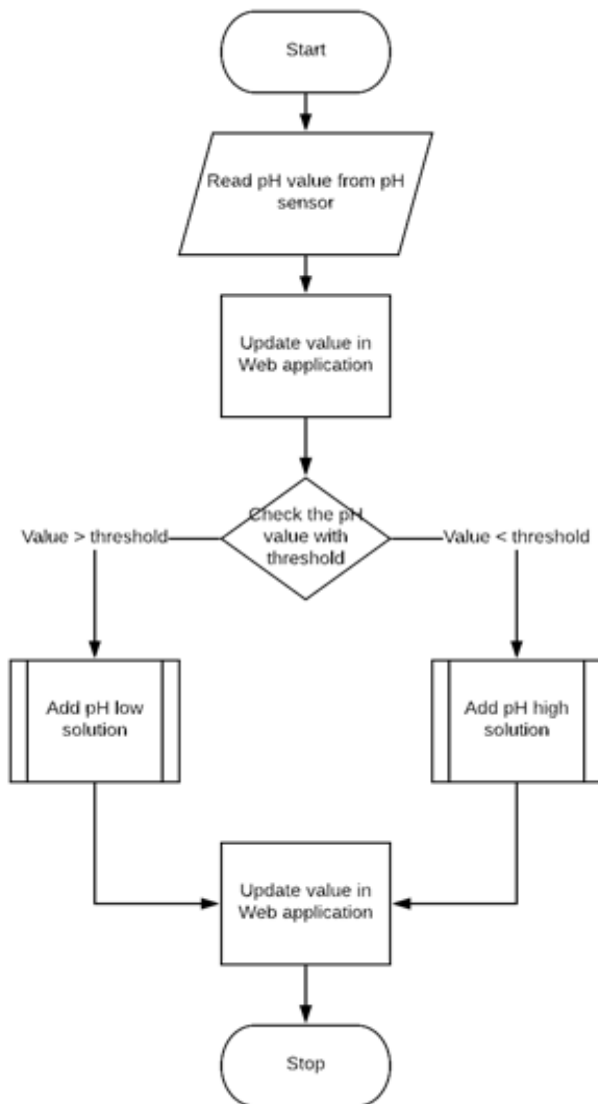 Start
Read pH value from pH
sensor
Update value in
Web application
Check the pH
value with
threshold
Value > threshold
Value < threshold
Add pH low
solution
Add pH high
solution
Update value in
Web application
Stop